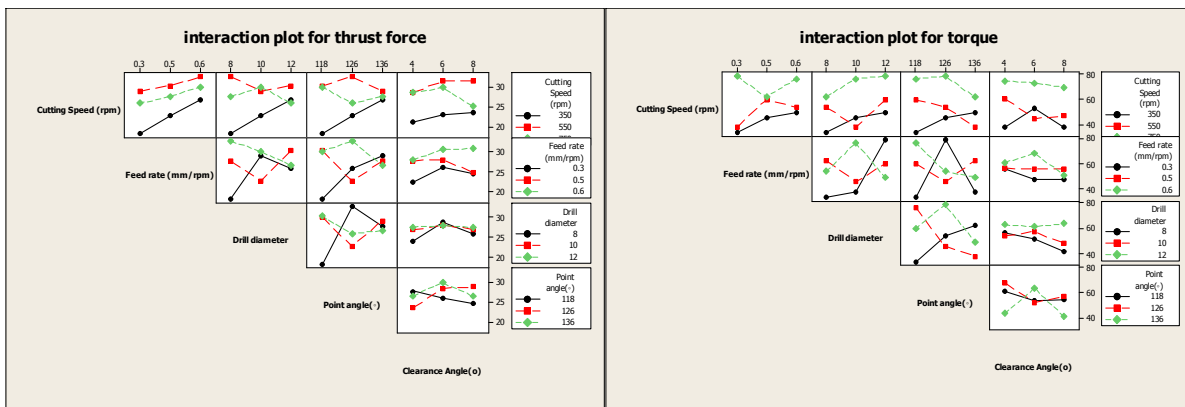 interaction plot for thrust force
0.3 0.5 0.6 8 10 12 118 126 136 4 6 8
Cutting Speed (rpm)
30
20
Cutting
Speed
(rpm)
350
550
Feed rate (mm/rpm)
30
25
20
Feed rate
(mm/rpm)
0.3
0.5
0.6
Drill diameter
30
25
20
Drill
diameter
8
10
12
Point angle(◦)
30
25
20
Point
angle(◦)
118
126
136
Clearance Angle(o)
interaction plot for torque
0.3 0.5 0.6 8 10 12 118 126 136 4 6 8
Cutting Speed (rpm)
80
60
40
Cutting
Speed
(rpm)
350
550
Feed rate (mm/rpm)
80
60
40
Feed rate
(mm/rpm)
0.3
0.5
0.6
Drill diameter
80
60
40
Drill
diameter
8
10
12
Point angle(◦)
80
60
40
Point
angle(◦)
118
126
136
Clearance Angle(o)